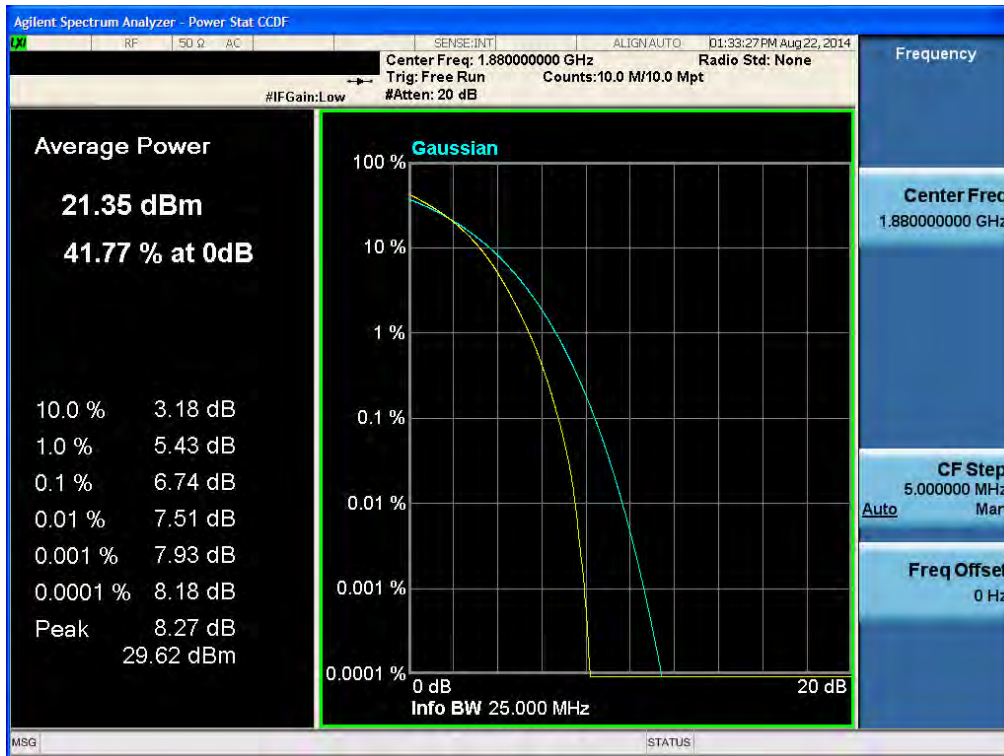 Agilent Spectrum Analyzer - Power Stat CCDF
LXI RF 50 Ω AC SENSE:INT ALIGN AUTO 01:33:27 PM Aug 22, 2014
Center Freq: 1.880000000 GHz Radio Std: None
Trig: Free Run Counts:10.0 M/10.0 Mpt
#IFGain:Low #Atten: 20 dB
Frequency
Average Power
21.35 dBm
41.77 % at 0dB
10.0 % 3.18 dB
1.0 % 5.43 dB
0.1 % 6.74 dB
0.01 % 7.51 dB
0.001 % 7.93 dB
0.0001 % 8.18 dB
Peak 8.27 dB
29.62 dBm
Gaussian
100 %
10 %
1 %
0.1 %
0.01 %
0.001 %
0.0001 %
0 dB 20 dB
Info BW 25.000 MHz
Center Freq
1.880000000 GHz
CF Step
5.000000 MHz
Auto Man
Freq Offset
0 Hz
MSG STATUS